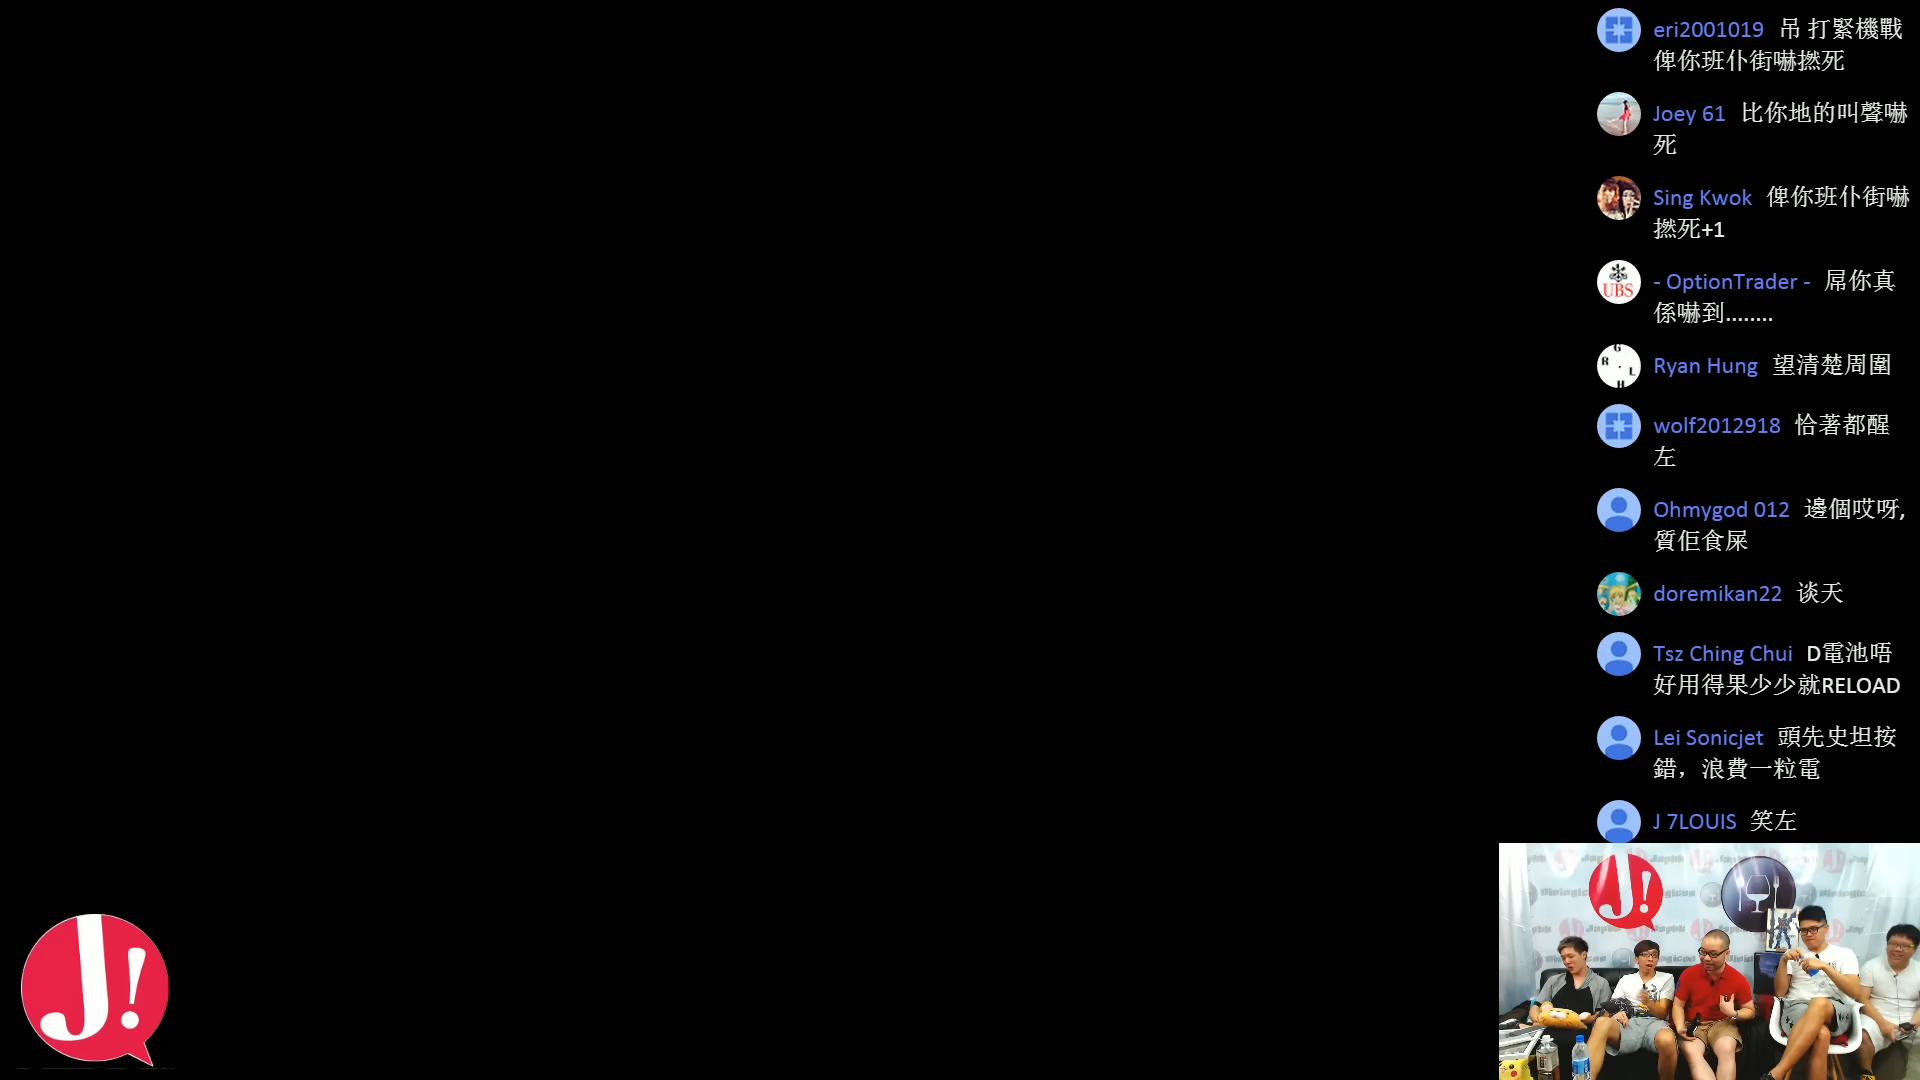 eri2001019 吊 打緊機戰
俾你班仆街嚇撚死
Joey 61 比你地的叫聲嚇
死
Sing Kwok 俾你班仆街嚇
撚死+1
UBS
- OptionTrader - 屌你真
係嚇到........
G
R L
H
Ryan Hung 望清楚周圍
wolf2012918 恰著都醒
左
Ohmygod 012 邊個哎呀,
質佢食屎
doremikan22 谈天
Tsz Ching Chui D電池唔
好用得果少少就RELOAD
Lei Sonicjet 頭先史坦按
錯，浪費一粒電
J 7LOUIS 笑左
J!
J!